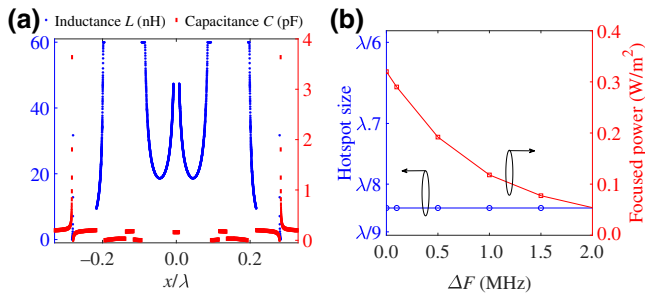 (a)
Inductance L (nH)
Capacitance C (pF)
60
40
20
0
4
3
2
1
0
−0.2
0.0
0.2
x/λ
(b)
Hotspot size
λ/6
λ/7
λ/8
λ/9
0.4
0.3
0.2
0.1
0.0
Focused power (W/m²)
0.0
0.5
1.0
1.5
2.0
ΔF (MHz)